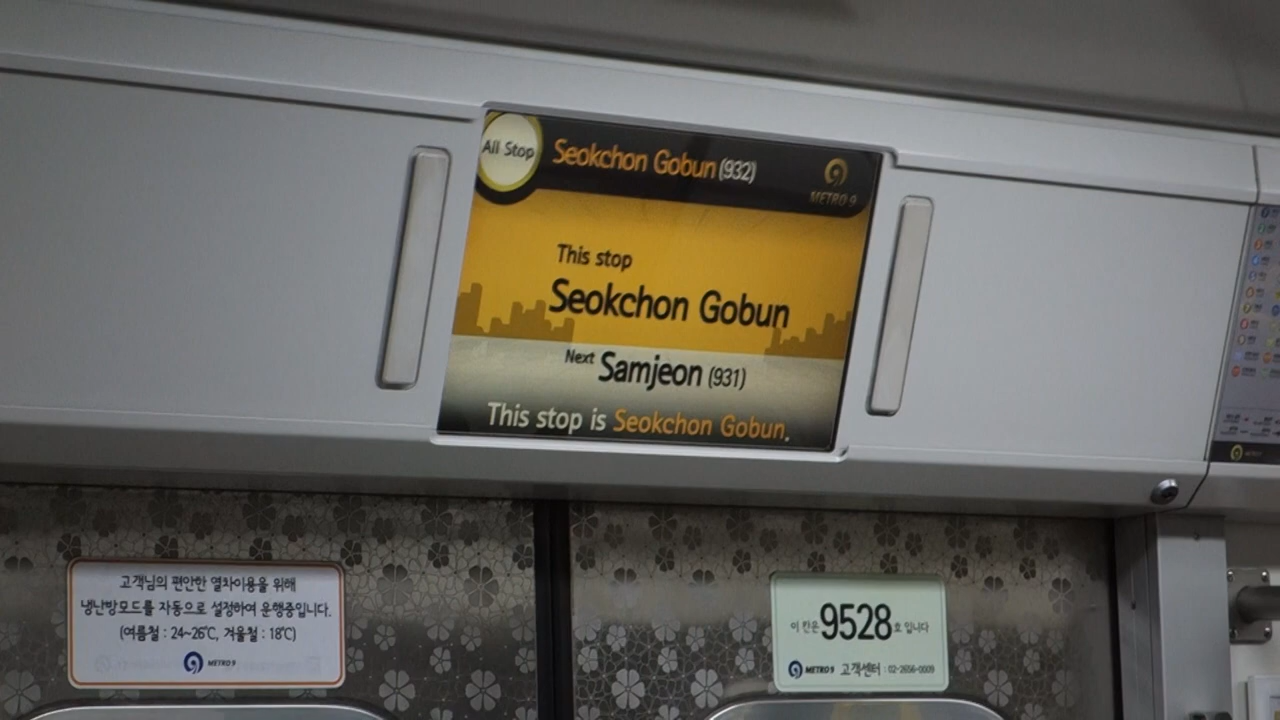 All Stop
Seokchon Gobun (932)
METRO 9
This stop
Seokchon Gobun
Next Samjeon (931)
This stop is Seokchon Gobun.
고객님의 편안한 열차이용을 위해
냉난방모드를 자동으로 설정하여 운행중입니다.
(여름철 : 24~26℃, 겨울철 : 18℃)
METRO 9
이 칸은 9528호 입니다
METRO 9 고객센터 : 02-2656-0009